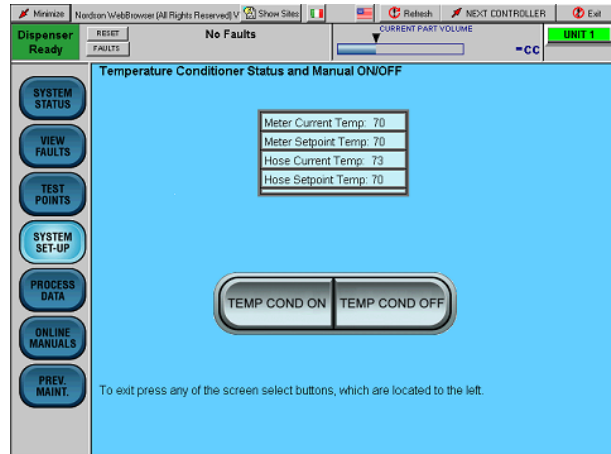 Minimize
Nordson WebBrowser (All Rights Reserved) V
Show Sites
Refresh
NEXT CONTROLLER
Exit
Dispenser
Ready
RESET
FAULTS
No Faults
CURRENT PART VOLUME
-cc
UNIT 1
Temperature Conditioner Status and Manual ON/OFF
SYSTEM
STATUS
VIEW
FAULTS
TEST
POINTS
SYSTEM
SET-UP
PROCESS
DATA
ONLINE
MANUALS
PREV.
MAINT.
Meter Current Temp: 70
Meter Setpoint Temp: 70
Hose Current Temp: 73
Hose Setpoint Temp: 70
TEMP COND ON
TEMP COND OFF
To exit press any of the screen select buttons, which are located to the left.